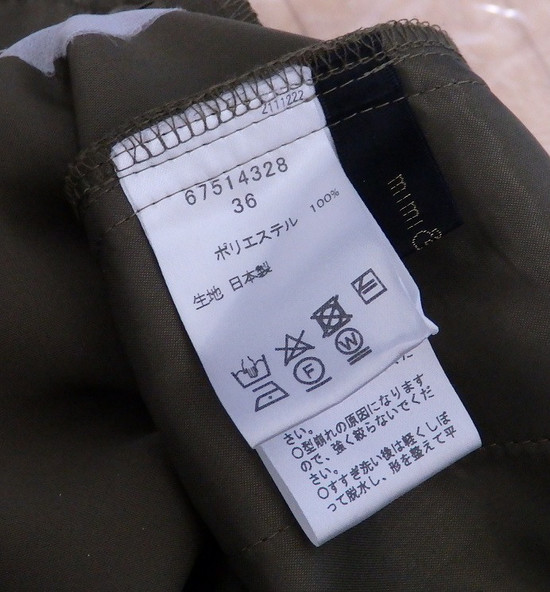 2111222
67514328
36
ポリエステル 100%
生地 日本製
F
W
さい。
○型崩れの原因になります
ので、強く絞らないでくだ
さい。
○すすぎ洗い後は軽くしぼ
って脱水し、形を整えて平
mimi